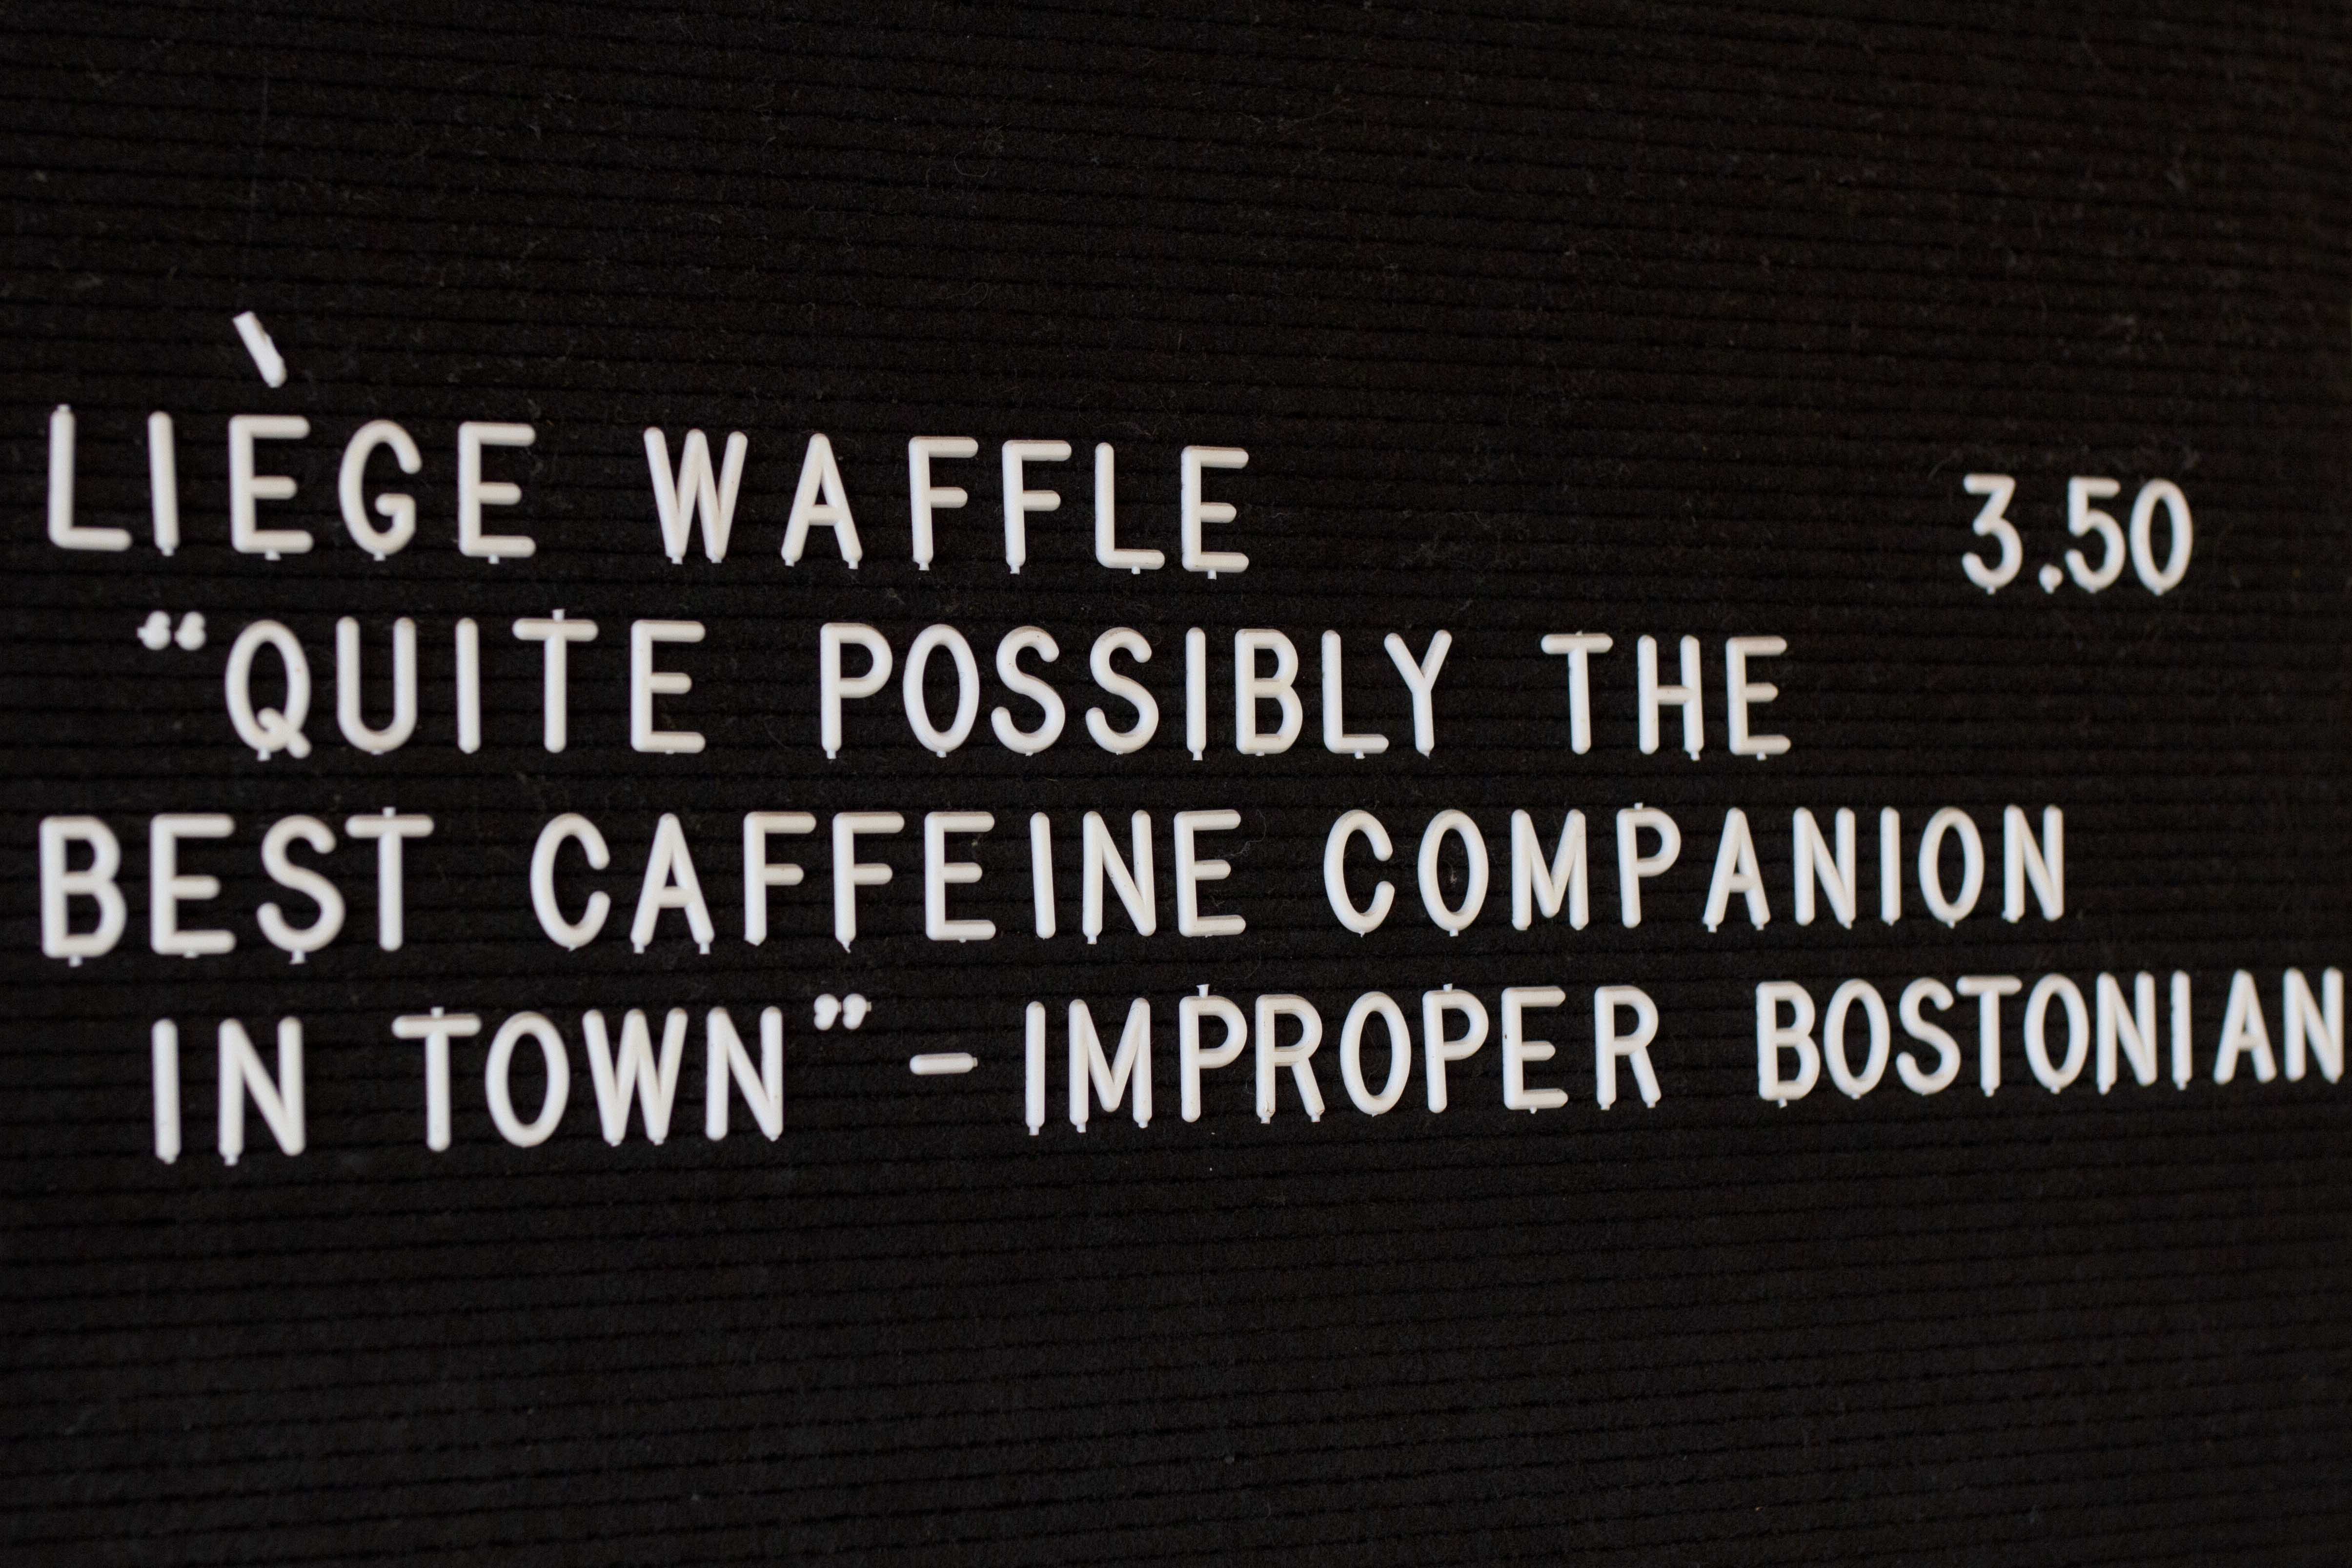 LIÈGE WAFFLE 3.50
“QUITE POSSIBLY THE
BEST CAFFEINE COMPANION
IN TOWN”-IMPROPER BOSTONIAN